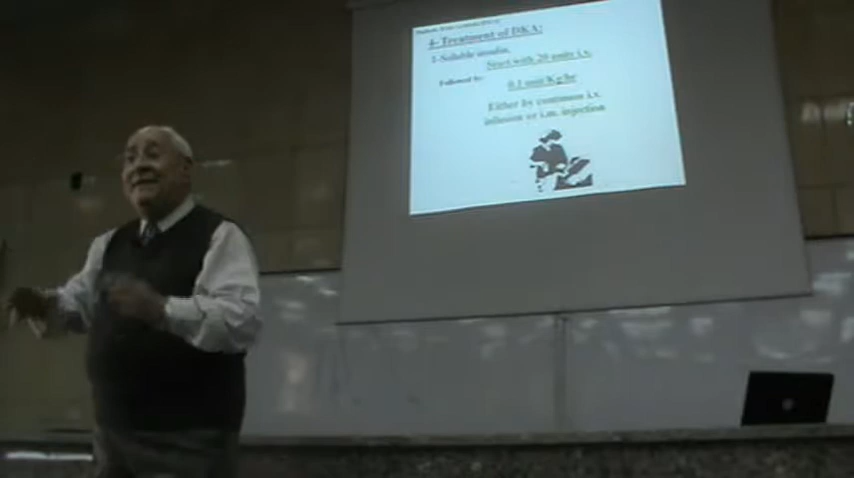 4- Treatment of DKA:
1-Soluble insulin.
Start with 20 units i.v.
Followed by:
0.1 unit/Kg/hr
Either by continuos i.v.
infusion or i.m. injection